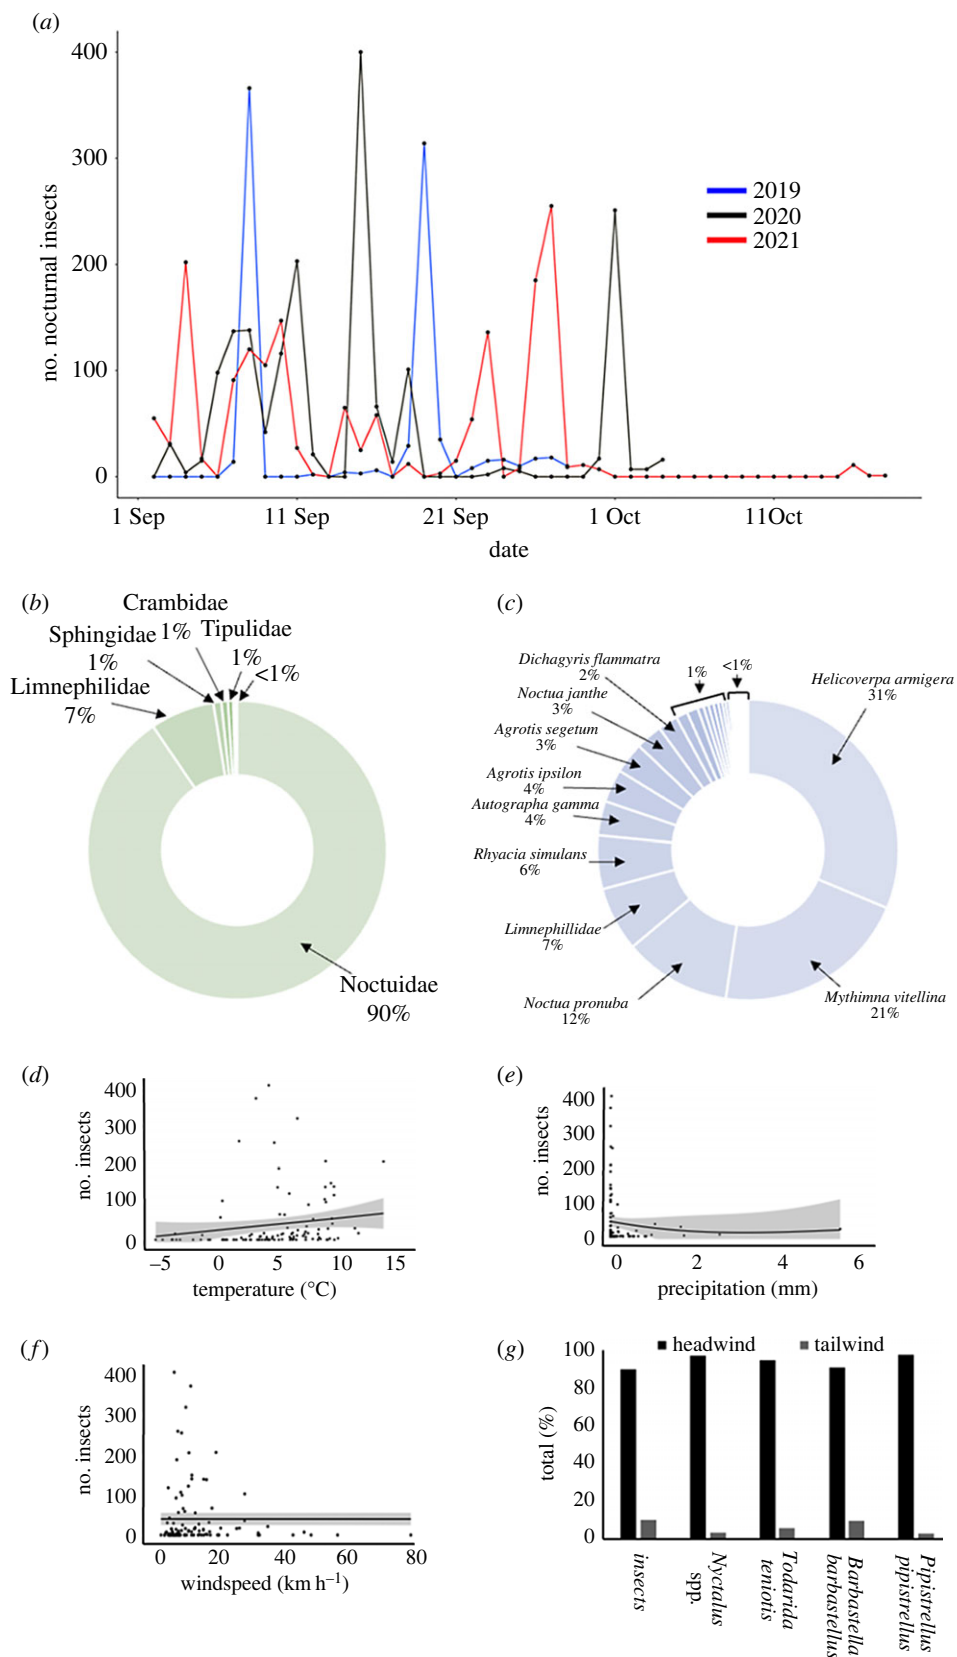 (a)
400
300
200
100
0
no. nocturnal insects
2019
2020
2021
1 Sep
11 Sep
21 Sep
1 Oct
11Oct
date
(b)
Crambidae
1%
Sphingidae
1%
Tipulidae
1%
<1%
Limnephilidae
7%
Noctuidae
90%
(c)
Dichagyris flammatra
2%
1%
<1%
Helicoverpa armigera
31%
Noctua janthe
3%
Agrotis segetum
3%
Agrotis ipsilon
4%
Autographa gamma
4%
Rhyacia simulans
6%
Limnephillidae
7%
Noctua pronuba
12%
Mythimna vitellina
21%
(d)
400
300
200
100
0
no. insects
−5
0
5
10
15
temperature (°C)
(e)
400
300
200
100
0
no. insects
0
2
4
6
precipitation (mm)
(f)
400
300
200
100
0
no. insects
0
20
40
60
80
windspeed (km h⁻¹)
(g)
headwind
tailwind
100
80
60
40
20
0
total (%)
insects
Nyctalus
spp.
Todarida
teniotis
Barbastella
barbastellus
Pipistrellus
pipistrellus